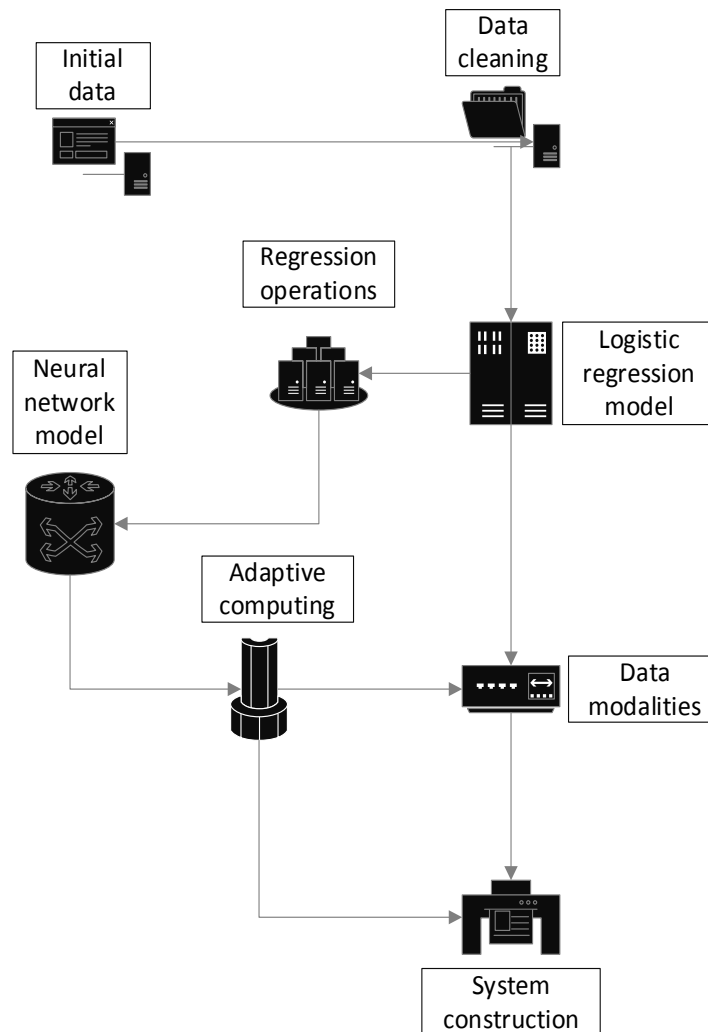 Initial
data
Data
cleaning
Regression
operations
Logistic
regression
model
Neural
network
model
Adaptive
computing
Data
modalities
System
construction